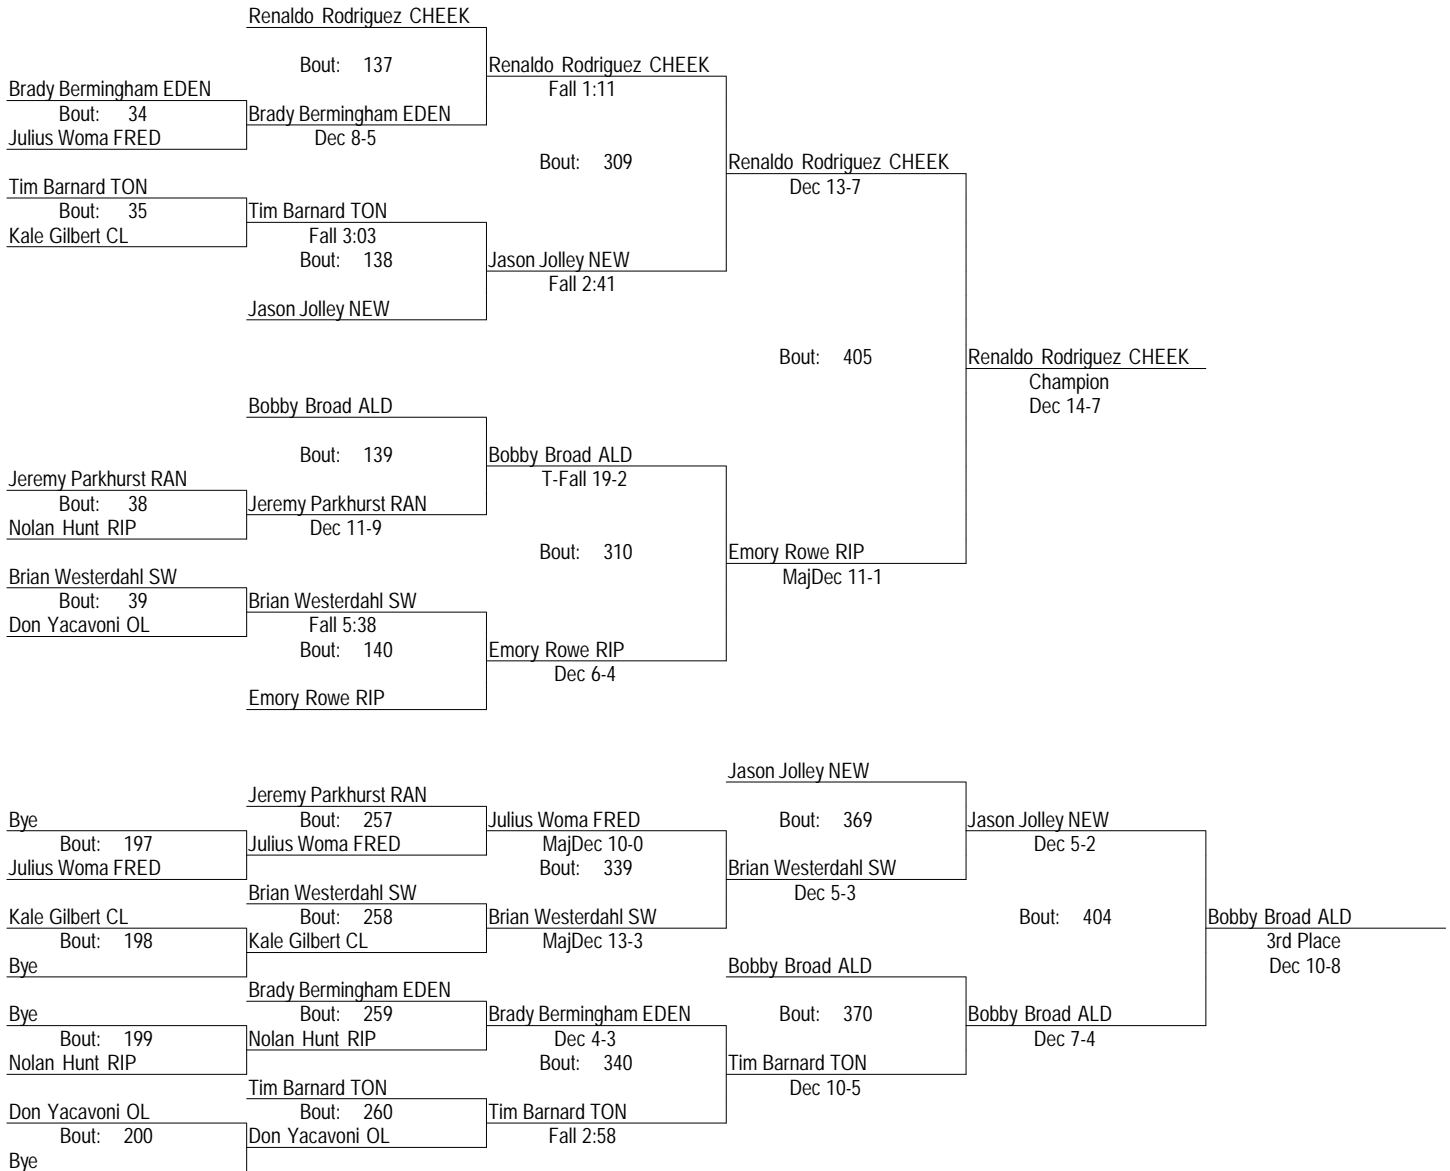 Renaldo Rodriguez CHEEK
Bout: 137
Renaldo Rodriguez CHEEK
Fall 1:11
Brady Bermingham EDEN
Bout: 34
Julius Woma FRED
Brady Bermingham EDEN
Dec 8-5
Bout: 309
Renaldo Rodriguez CHEEK
Dec 13-7
Tim Barnard TON
Bout: 35
Kale Gilbert CL
Tim Barnard TON
Fall 3:03
Bout: 138
Jason Jolley NEW
Fall 2:41
Jason Jolley NEW
Bout: 405
Renaldo Rodriguez CHEEK
Champion
Dec 14-7
Bobby Broad ALD
Bout: 139
Bobby Broad ALD
T-Fall 19-2
Jeremy Parkhurst RAN
Bout: 38
Nolan Hunt RIP
Jeremy Parkhurst RAN
Dec 11-9
Bout: 310
Emory Rowe RIP
MajDec 11-1
Brian Westerdahl SW
Bout: 39
Don Yacavoni OL
Brian Westerdahl SW
Fall 5:38
Bout: 140
Emory Rowe RIP
Dec 6-4
Emory Rowe RIP
Jason Jolley NEW
Jeremy Parkhurst RAN
Bye
Bout: 197
Julius Woma FRED
Bout: 257
Julius Woma FRED
Julius Woma FRED
MajDec 10-0
Bout: 339
Bout: 369
Jason Jolley NEW
Dec 5-2
Brian Westerdahl SW
Dec 5-3
Brian Westerdahl SW
Kale Gilbert CL
Bout: 198
Bye
Bout: 258
Kale Gilbert CL
Brian Westerdahl SW
MajDec 13-3
Bout: 404
Bobby Broad ALD
3rd Place
Dec 10-8
Bobby Broad ALD
Brady Bermingham EDEN
Bye
Bout: 199
Nolan Hunt RIP
Bout: 259
Nolan Hunt RIP
Brady Bermingham EDEN
Dec 4-3
Bout: 340
Bout: 370
Bobby Broad ALD
Dec 7-4
Tim Barnard TON
Dec 10-5
Tim Barnard TON
Don Yacavoni OL
Bout: 200
Bye
Bout: 260
Don Yacavoni OL
Tim Barnard TON
Fall 2:58